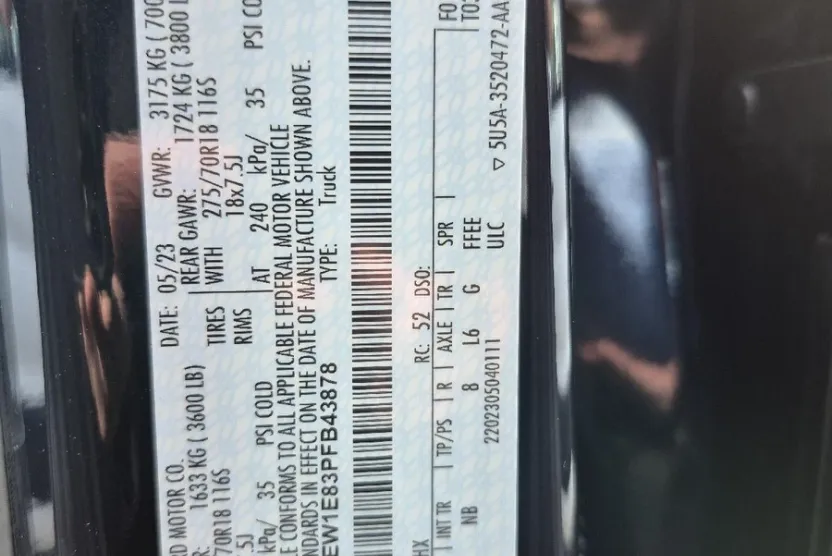 RD MOTOR CO. DATE: 05/23 GVWR: 3175 KG ( 700
R: 1633 KG ( 3600 LB) REAR GAWR: 1724 KG ( 3800 L
70R18 116S TIRES WITH 275/70R18 116S
.5J RIMS 18x7.5J
kPa/ 35 PSI COLD AT 240 kPa/ 35 PSI CO
LE CONFORMS TO ALL APPLICABLE FEDERAL MOTOR VEHICLE
NDARDS IN EFFECT ON THE DATE OF MANUFACTURE SHOWN ABOVE.
EW1E83PFB43878 TYPE: Truck
HX RC: 52 DSO:
INT TR | TP/PS | R | AXLE | TR | SPR
NB 8 L6 G FFEE
2202305040111 ULC
▽ 5U5A-3520472-AA